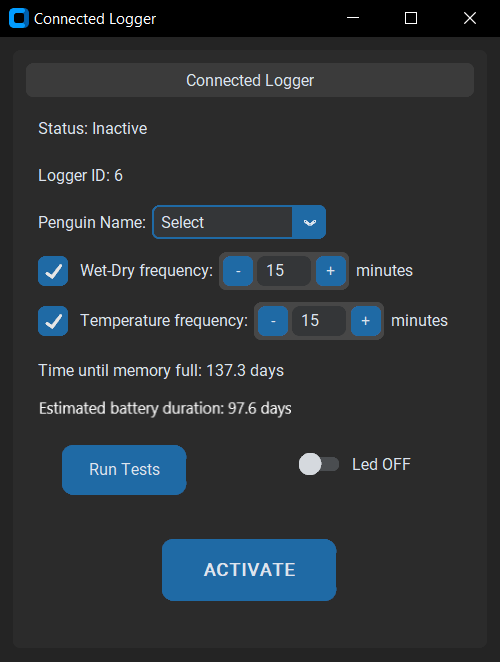 Connected Logger
Connected Logger
Status: Inactive
Logger ID: 6
Penguin Name: Select
Wet-Dry frequency: - 15 + minutes
Temperature frequency: - 15 + minutes
Time until memory full: 137.3 days
Estimated battery duration: 97.6 days
Run Tests Led OFF
ACTIVATE